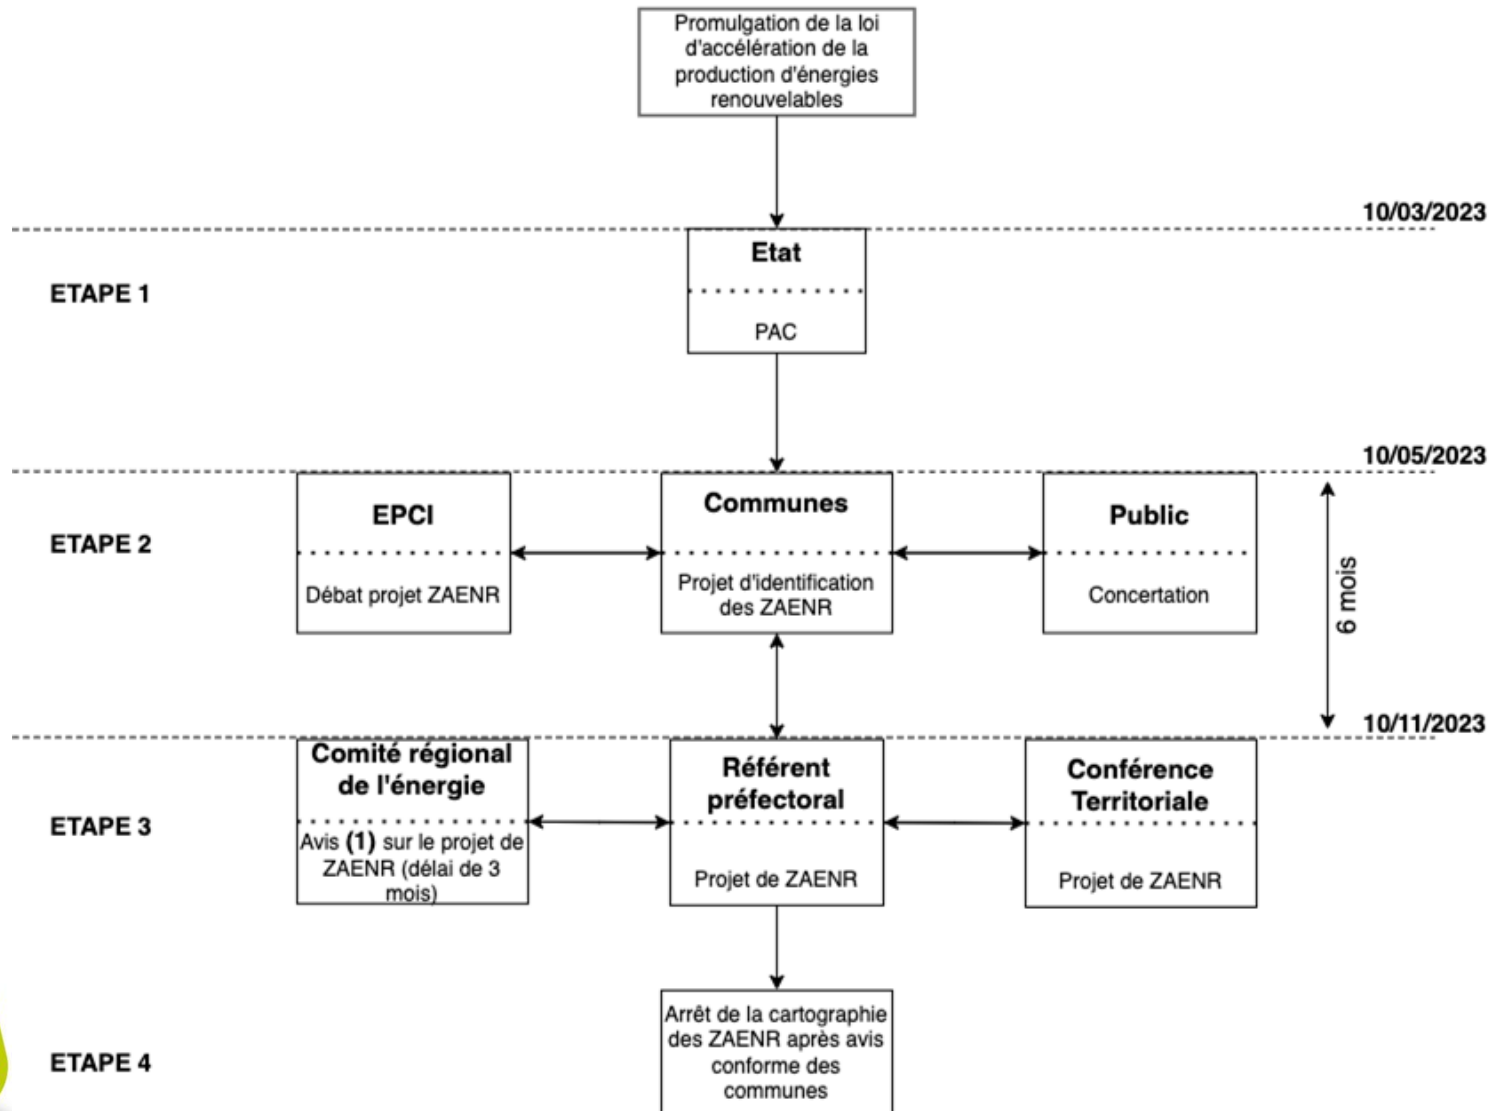 Promulgation de la loi
d'accélération de la
production d'énergies
renouvelables
10/03/2023
Etat
ETAPE 1
PAC
10/05/2023
EPCI
Communes
Public
ETAPE 2
Débat projet ZAENR
Projet d'identification
des ZAENR
Concertation
6 mois
10/11/2023
Comité régional
de l'énergie
Référent
préfectoral
Conférence
Territoriale
ETAPE 3
Avis (1) sur le projet de
ZAENR (délai de 3
mois)
Projet de ZAENR
Projet de ZAENR
Arrêt de la cartographie
des ZAENR après avis
conforme des
communes
ETAPE 4